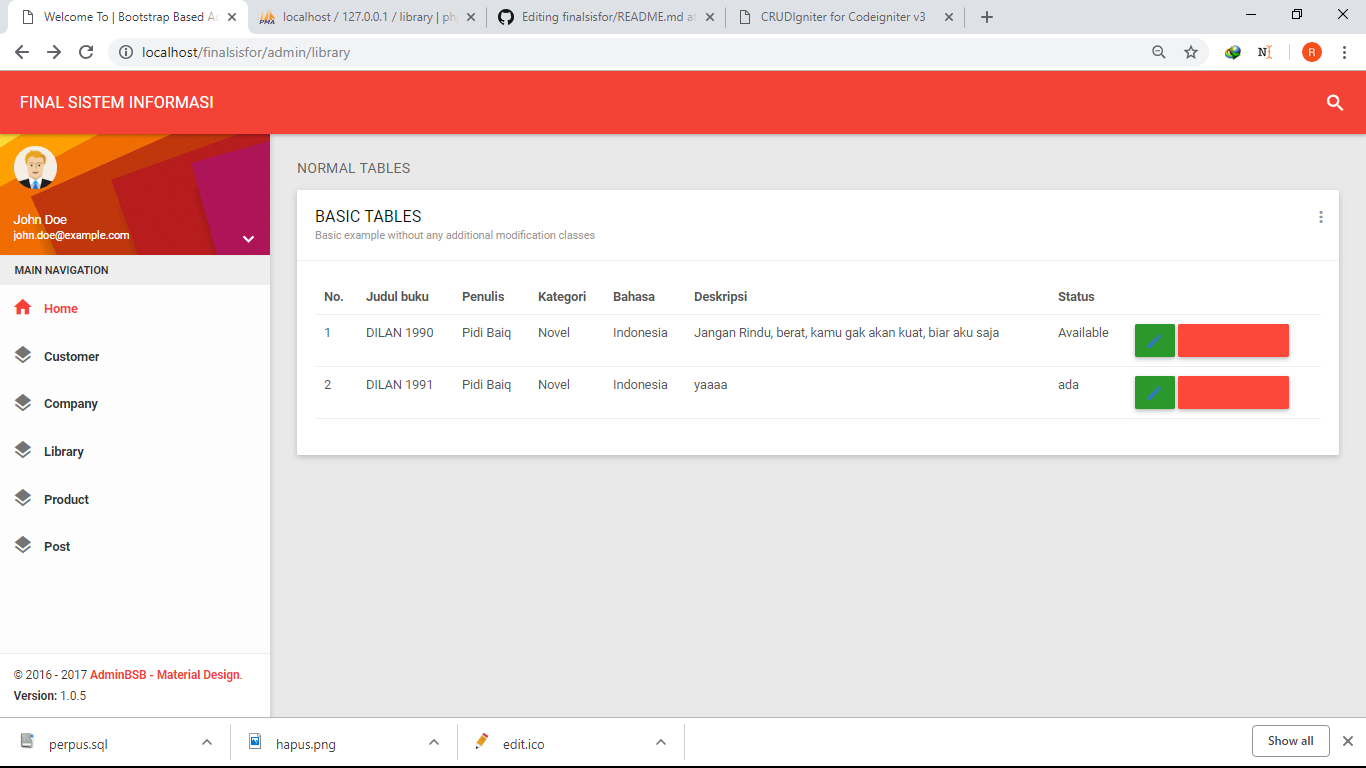 Welcome To | Bootstrap Based Ad
localhost / 127.0.0.1 / library | ph
Editing finalsisfor/README.md at
CRUDIgniter for Codeigniter v3
localhost/finalsisfor/admin/library
R
FINAL SISTEM INFORMASI
John Doe
john.doe@example.com
MAIN NAVIGATION
Home
Customer
Company
Library
Product
Post
© 2016 - 2017 AdminBSB - Material Design.
Version: 1.0.5
NORMAL TABLES
BASIC TABLES
Basic example without any additional modification classes
No. Judul buku Penulis Kategori Bahasa Deskripsi Status
1 DILAN 1990 Pidi Baiq Novel Indonesia Jangan Rindu, berat, kamu gak akan kuat, biar aku saja Available
2 DILAN 1991 Pidi Baiq Novel Indonesia yaaaa ada
perpus.sql
hapus.png
edit.ico
Show all